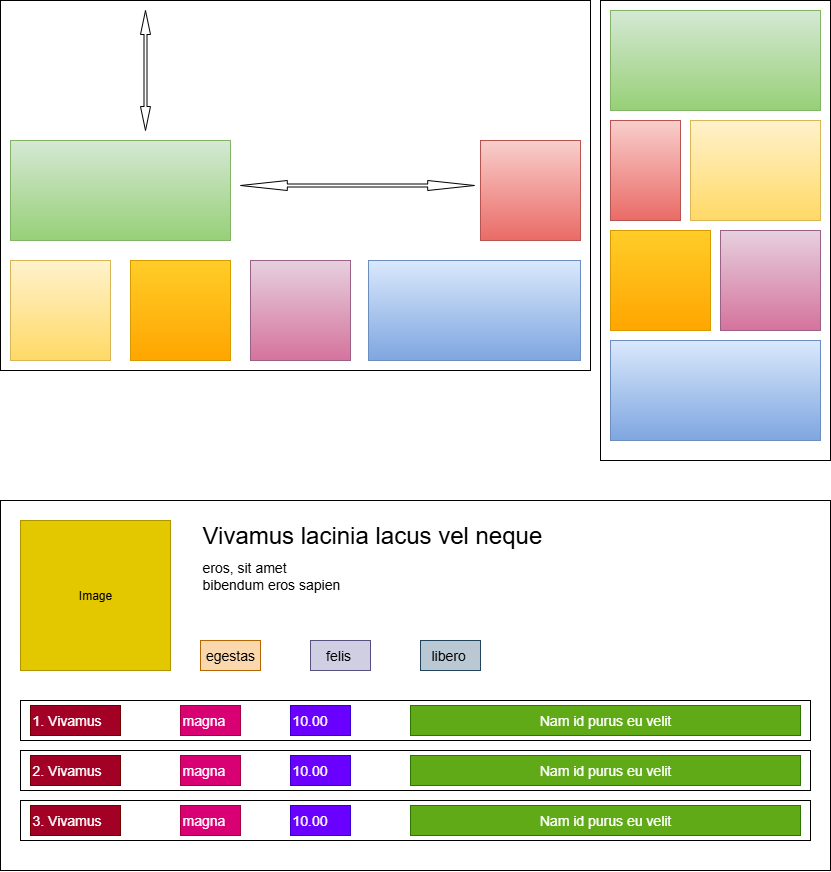 Vivamus lacinia lacus vel neque
eros, sit amet
bibendum eros sapien
Image
egestas felis libero
1. Vivamus magna 10.00 Nam id purus eu velit
2. Vivamus magna 10.00 Nam id purus eu velit
3. Vivamus magna 10.00 Nam id purus eu velit